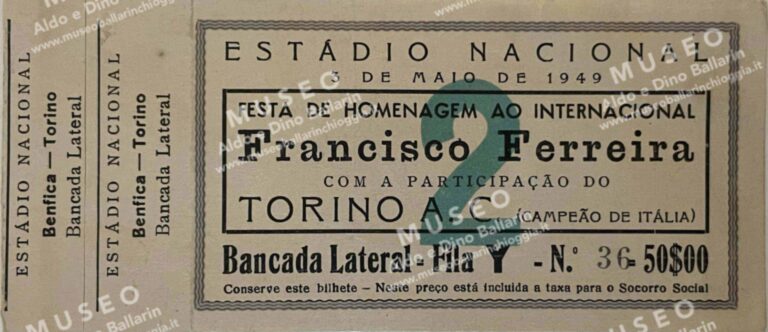 ESTÁDIO NACIONAL
Benfica — Torino
Bancada Lateral
ESTÁDIO NACIONAL
Benfica — Torino
Bancada Lateral
ESTÁDIO NACIONAL
3 DE MAIO DE 1949
FESTA DE HOMENAGEM AO INTERNACIONAL
Francisco Ferreira
COM A PARTICIPAÇÃO DO
TORINO A. C. (CAMPEÃO DE ITÁLIA)
2
Bancada Lateral - Fila Y - N.º 36 - 50$00
Conserve este bilhete — Neste preço está incluida a taxa para o Socorro Social
MUSEO
Aldo e Dino Ballarin
www.museoballarinchioggia.it